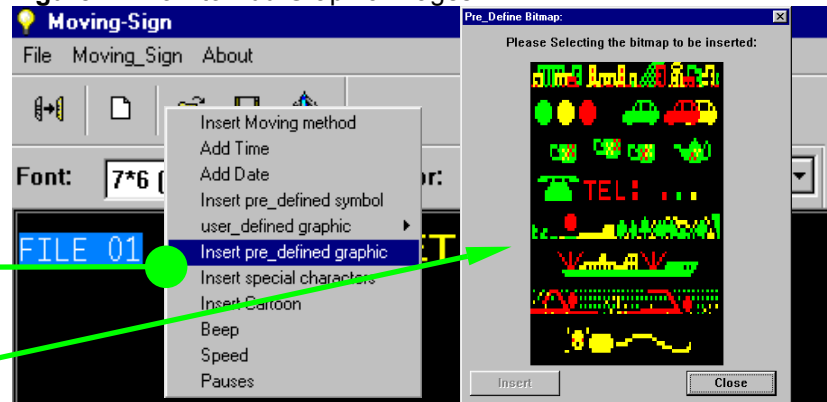 Moving-Sign
File Moving_Sign About
Font:
7*6 (
or:
FILE 01
Insert Moving method
Add Time
Add Date
Insert pre_defined symbol
user_defined graphic
Insert pre_defined graphic
Insert special characters
Insert Cartoon
Beep
Speed
Pauses
Pre_Define Bitmap:
Please Selecting the bitmap to be inserted:
TEL: ...
Insert
Close